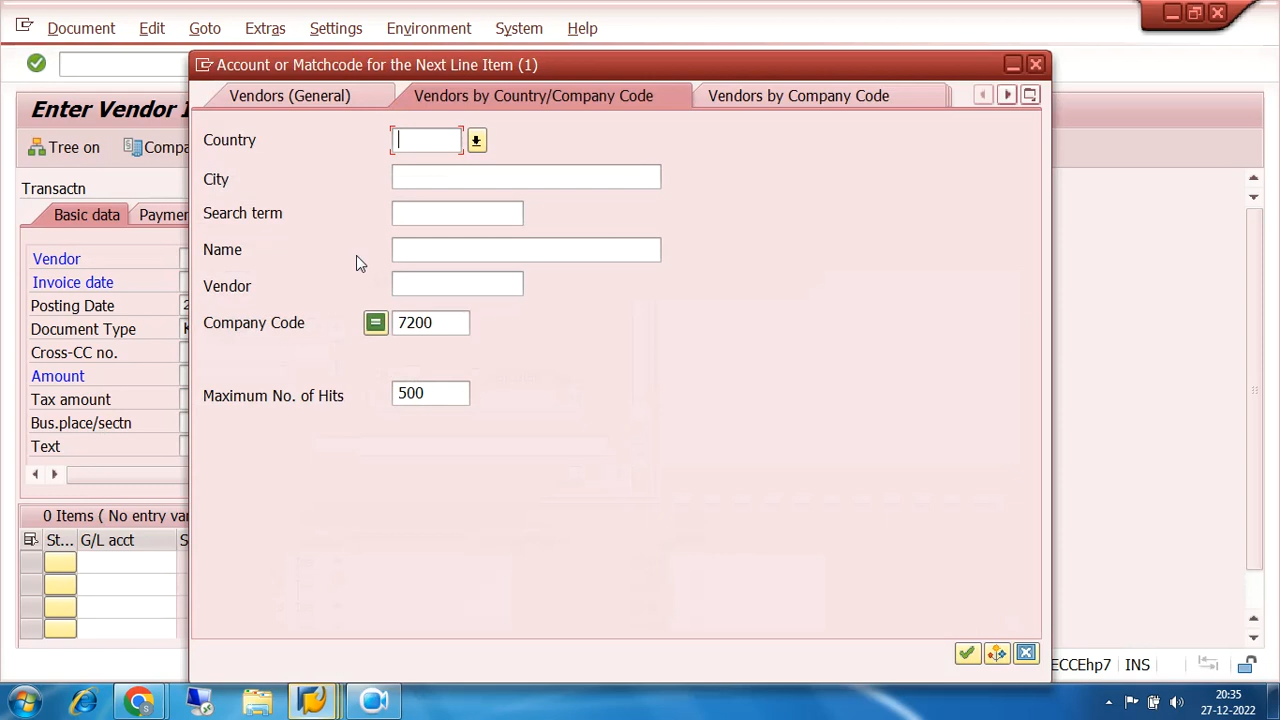 Document Edit Goto Extras Settings Environment System Help
Account or Matchcode for the Next Line Item (1)
Vendors (General) Vendors by Country/Company Code Vendors by Company Code
Enter Vendor I
Tree on Compa
Transactn
Basic data Paymen
Country
City
Search term
Name
Vendor
Company Code 7200
Maximum No. of Hits 500
Vendor
Invoice date
Posting Date 2
Document Type K
Cross-CC no.
Amount
Tax amount
Bus.place/sectn
Text
0 Items ( No entry var
St... G/L acct S
ECCEhp7 INS
20:35
27-12-2022